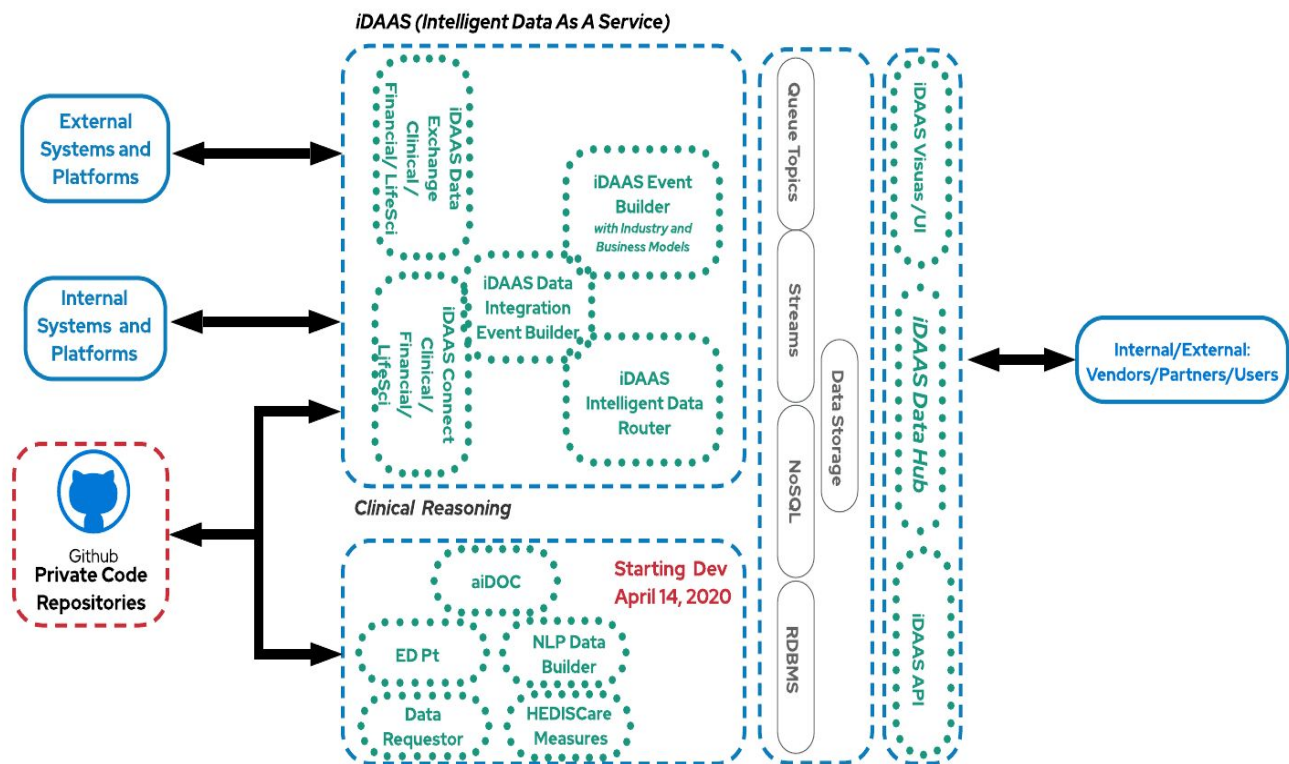 iDAAS (Intelligent Data As A Service)
External
Systems and
Platforms
Internal
Systems and
Platforms
Github
Private Code
Repositories
iDAAS Data
Exchange
Clinical /
Financial/ LifeSci
iDAAS Connect
Clinical /
Financial/
LifeSci
iDAAS Event
Builder
with Industry and
Business Models
iDAAS Data
Integration
Event Builder
iDAAS
Intelligent Data
Router
Clinical Reasoning
Starting Dev
April 14, 2020
aiDOC
ED Pt
NLP Data
Builder
Data
Requestor
HEDISCare
Measures
Queue Topics
Streams
NoSQL
RDBMS
Data Storage
iDAAS Visuas /UI
iDAAS Data Hub
iDAAS API
Internal/External:
Vendors/Partners/Users